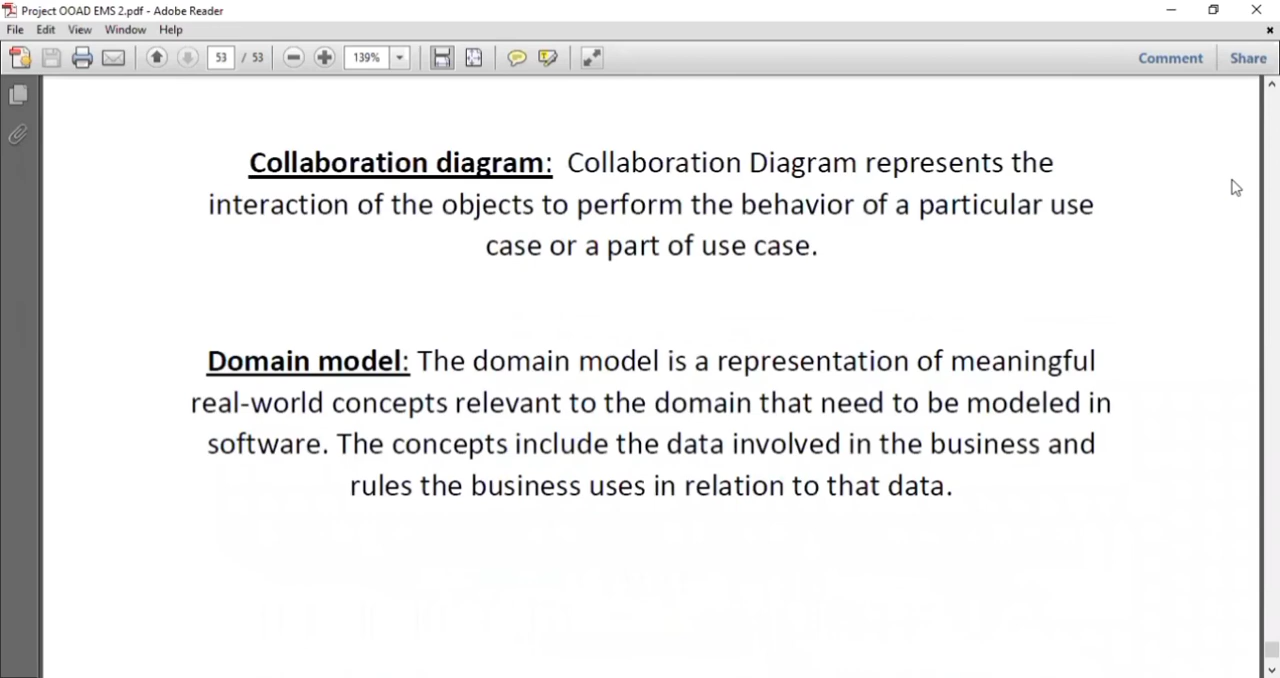 Project OOAD EMS 2.pdf - Adobe Reader
File Edit View Window Help
53 / 53 139% Comment Share
Collaboration diagram: Collaboration Diagram represents the
interaction of the objects to perform the behavior of a particular use
case or a part of use case.
Domain model: The domain model is a representation of meaningful
real-world concepts relevant to the domain that need to be modeled in
software. The concepts include the data involved in the business and
rules the business uses in relation to that data.